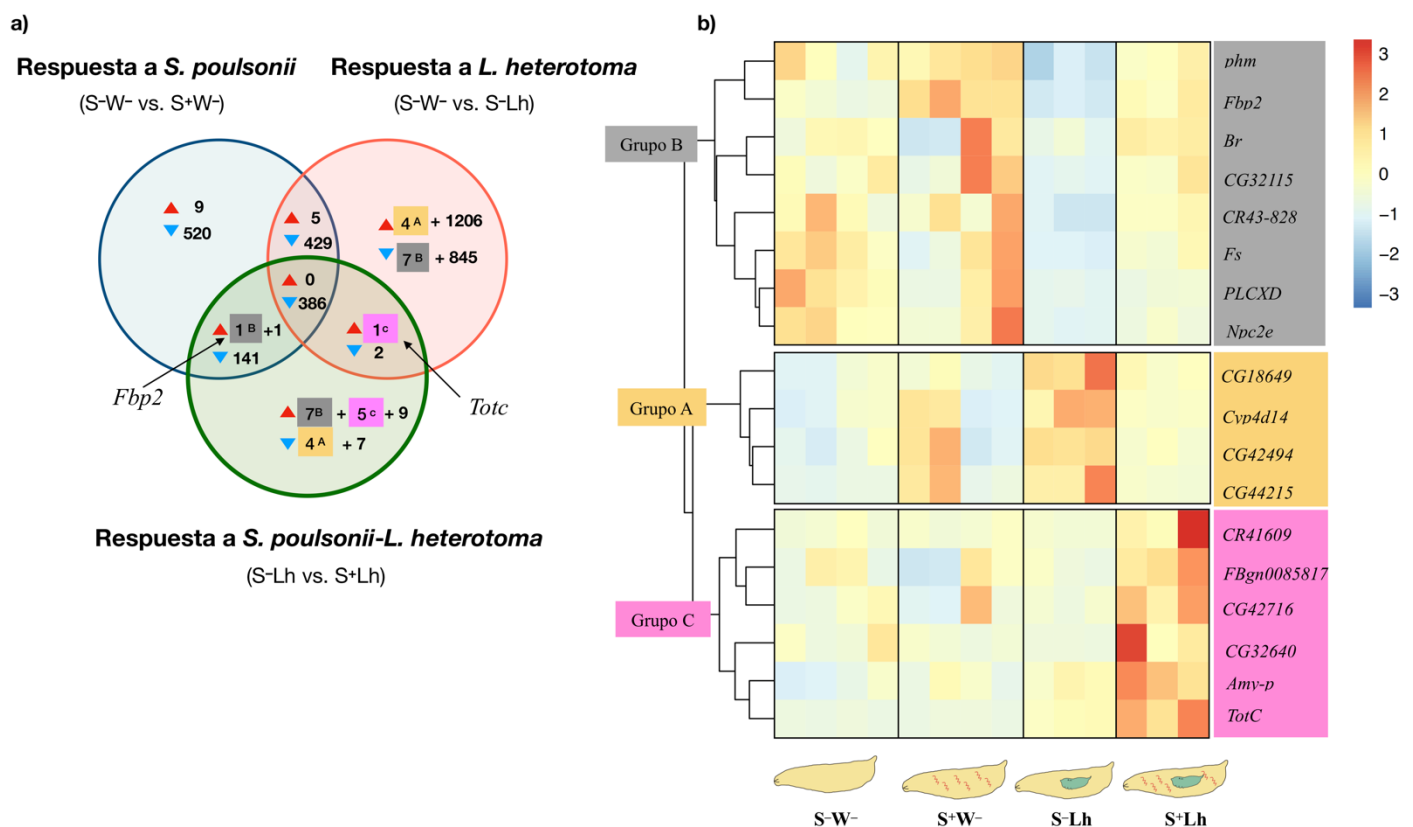 a)
Respuesta a S. poulsonii
(S-W- vs. S+W-)
Respuesta a L. heterotoma
(S-W- vs. S-Lh)
9
520
5
429
4 A + 1206
7 B + 845
0
386
1 B +1
141
1 c
2
Fbp2
Totc
7 B + 5 c + 9
4 A + 7
Respuesta a S. poulsonii-L. heterotoma
(S-Lh vs. S+Lh)
b)
Grupo B
phm
Fbp2
Br
CG32115
CR43-828
Fs
PLCXD
Npc2e
Grupo A
CG18649
Cyp4d14
CG42494
CG44215
Grupo C
CR41609
FBgn0085817
CG42716
CG32640
Amy-p
TotC
3
2
1
0
−1
−2
−3
S-W-
S+W-
S-Lh
S+Lh